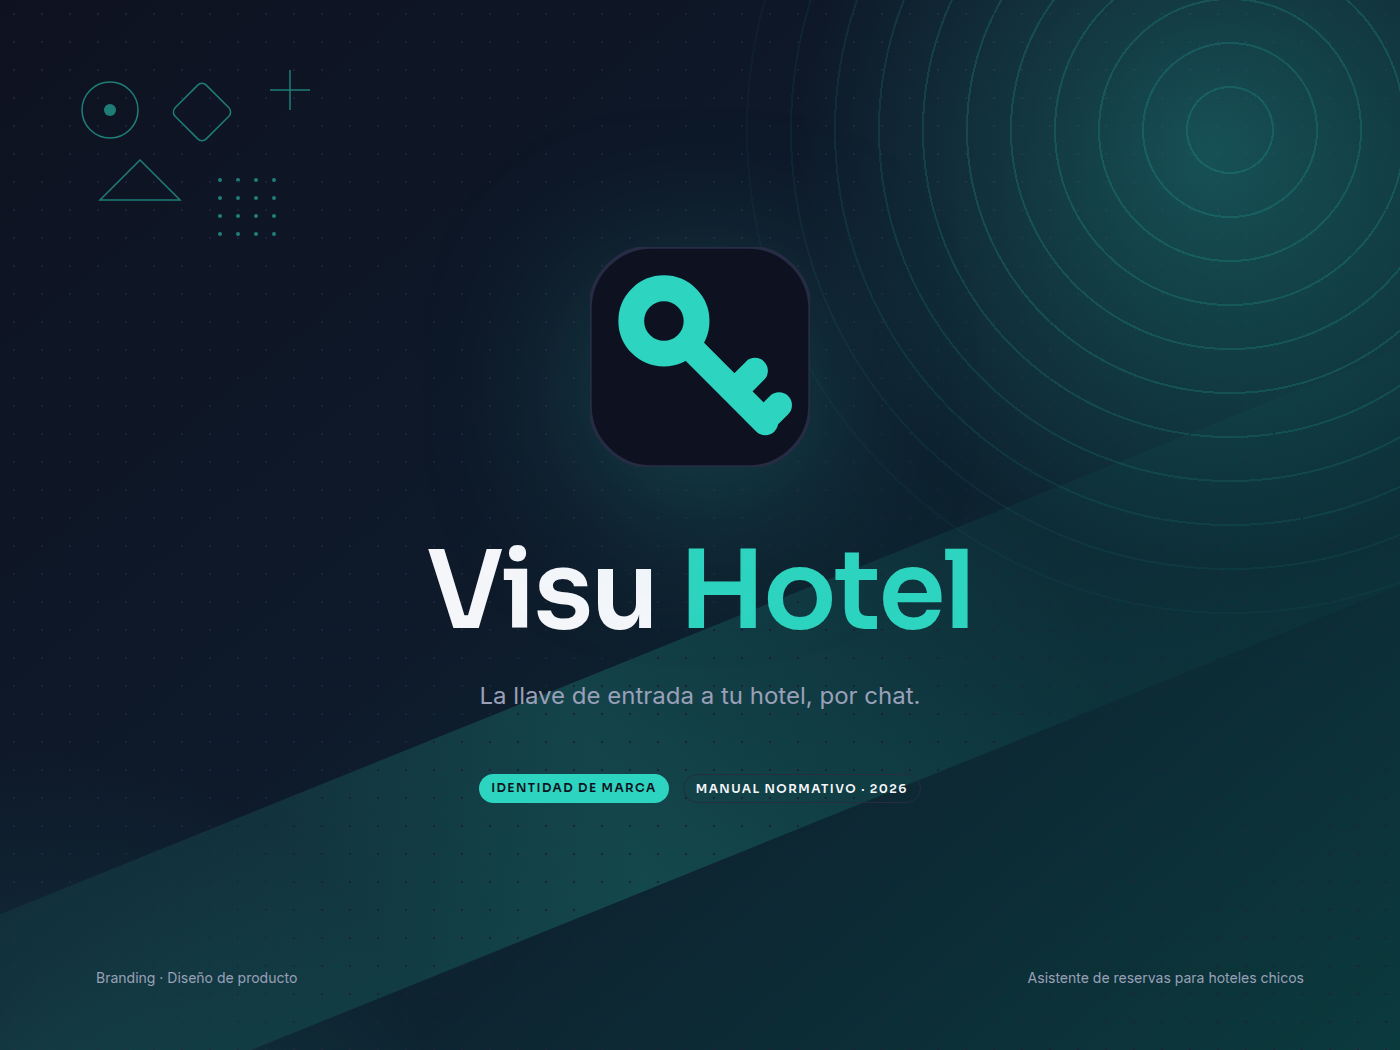 Visu Hotel
La llave de entrada a tu hotel, por chat.
IDENTIDAD DE MARCA
MANUAL NORMATIVO · 2026
Branding · Diseño de producto
Asistente de reservas para hoteles chicos